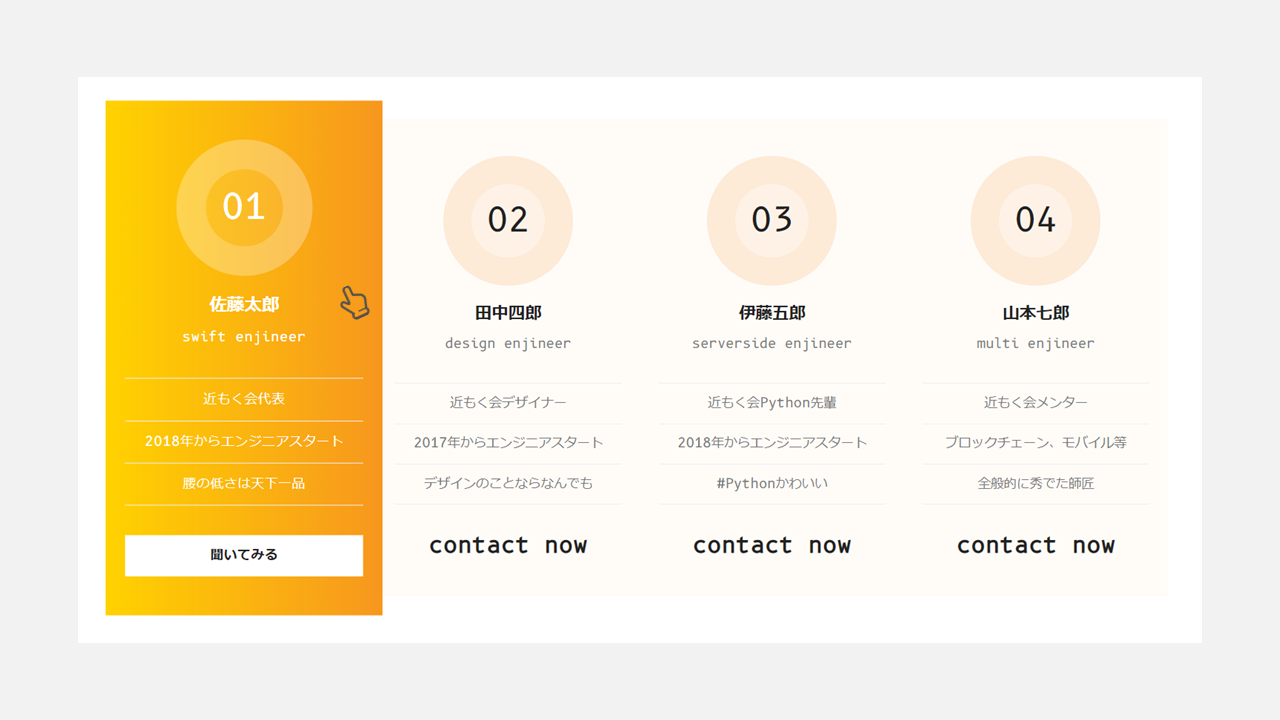 01
佐藤太郎
swift enjineer
近もく会代表
2018年からエンジニアスタート
腰の低さは天下一品
聞いてみる
02
田中四郎
design enjineer
近もく会デザイナー
2017年からエンジニアスタート
デザインのことならなんでも
contact now
03
伊藤五郎
serverside enjineer
近もく会Python先輩
2018年からエンジニアスタート
#Pythonかわいい
contact now
04
山本七郎
multi enjineer
近もく会メンター
ブロックチェーン、モバイル等
全般的に秀でた師匠
contact now